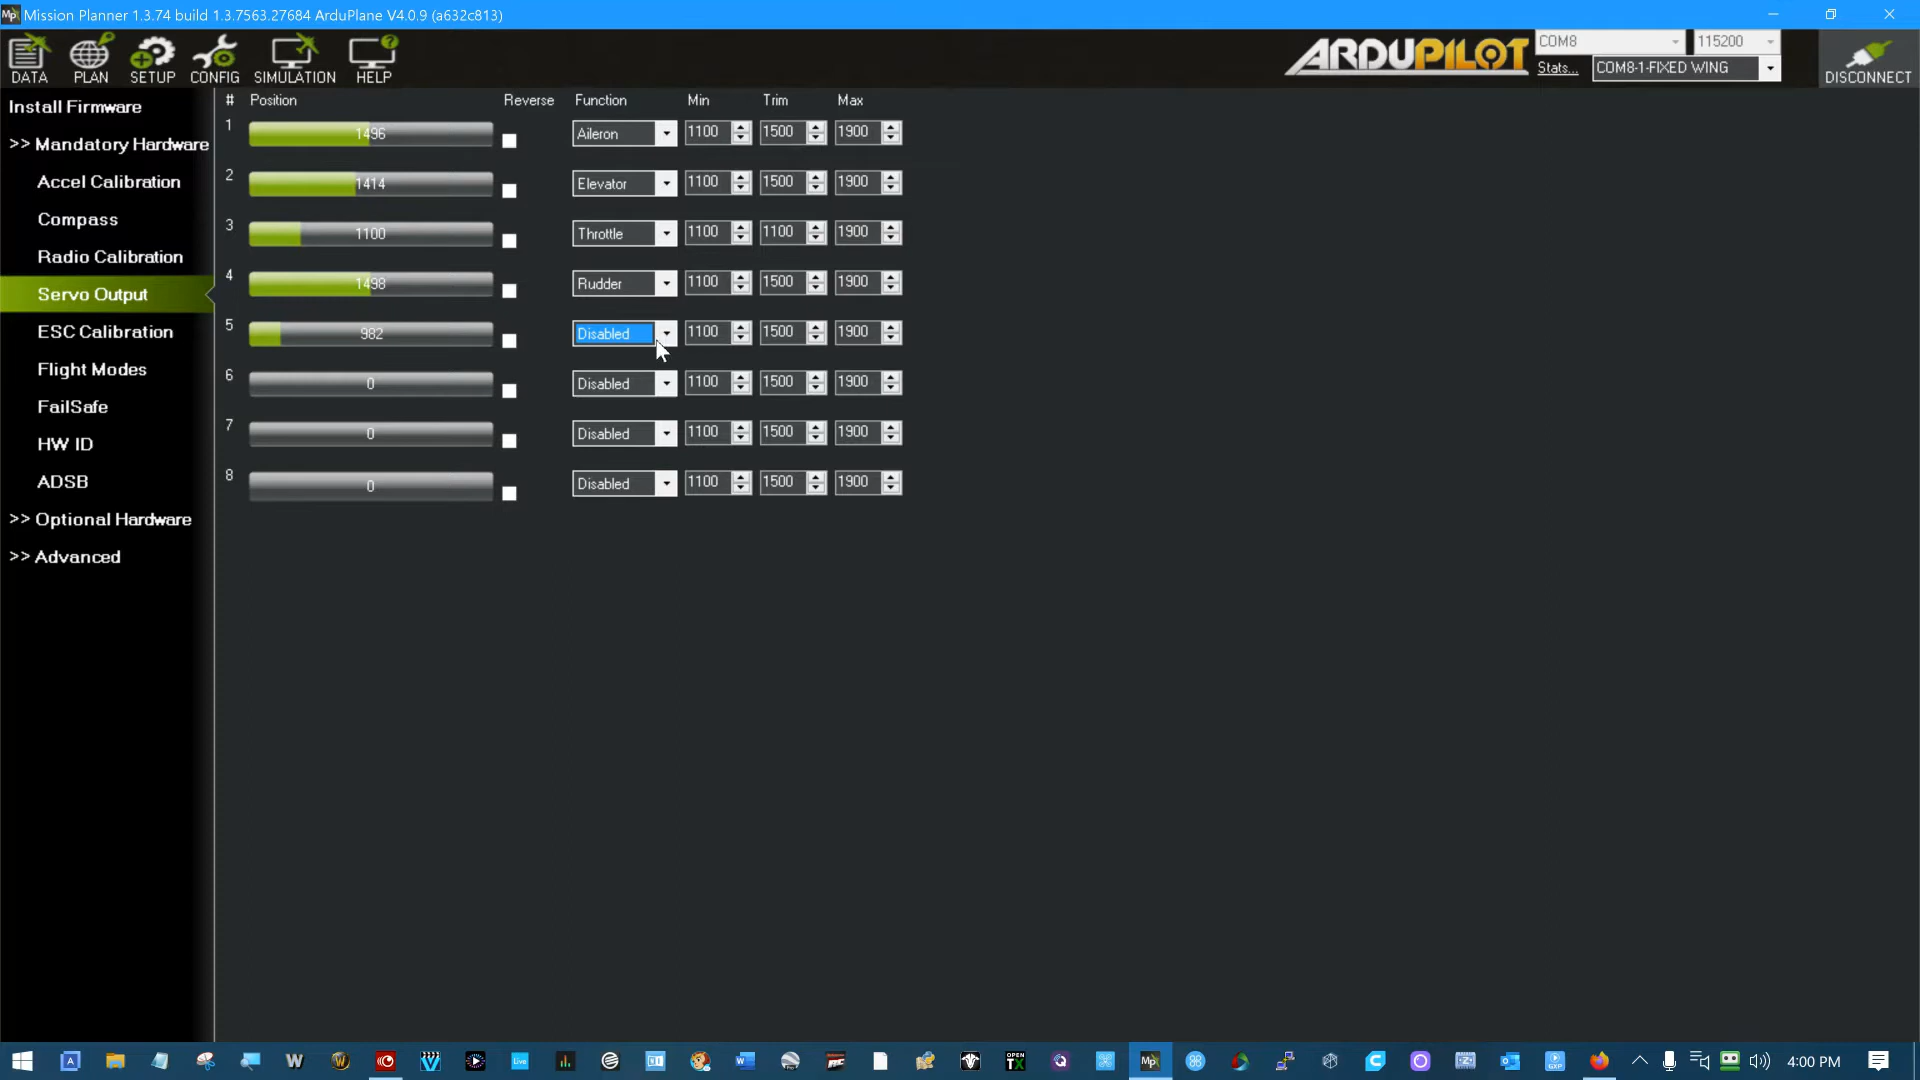 Mission Planner 1.3.74 build 1.3.7563.27684 ArduPlane V4.0.9 (a632c813)
DATA PLAN SETUP CONFIG SIMULATION HELP
ARDUPILOT
COM8 115200
Stats... COM8-1-FIXED WING
DISCONNECT
Install Firmware
>> Mandatory Hardware
Accel Calibration
Compass
Radio Calibration
Servo Output
ESC Calibration
Flight Modes
FailSafe
HW ID
ADSB
>> Optional Hardware
>> Advanced
# Position Reverse Function Min Trim Max
1 1496 Aileron 1100 1500 1900
2 1414 Elevator 1100 1500 1900
3 1100 Throttle 1100 1100 1900
4 1498 Rudder 1100 1500 1900
5 982 Disabled 1100 1500 1900
6 0 Disabled 1100 1500 1900
7 0 Disabled 1100 1500 1900
8 0 Disabled 1100 1500 1900
4:00 PM